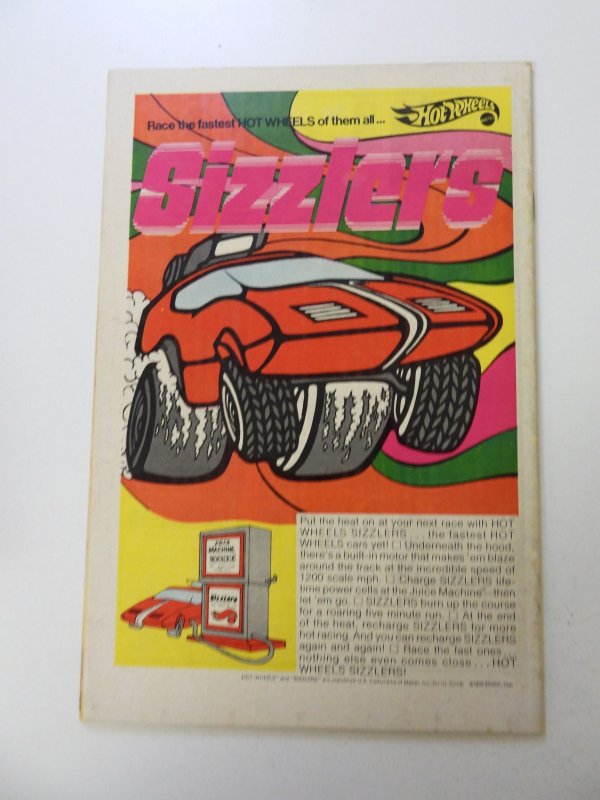 Race the fastest HOT WHEELS of them all...
HOT WHEELS
MATTEL
Sizzlers
Put the heat on at your next race with HOT
WHEELS SIZZLERS ... the fastest HOT
WHEELS cars yet! □ Underneath the hood,
there's a built-in motor that makes 'em blaze
around the track at the incredible speed of
1200 scale mph. □ Charge SIZZLERS life-
time power cells at the Juice Machine—then
let 'em go. □ SIZZLERS burn up the course
for a roaring five minute run. □ At the end
of the heat, recharge SIZZLERS for more
hot racing. And you can recharge SIZZLERS
again and again! □ Race the fast ones ...
nothing else even comes close ... HOT
WHEELS SIZZLERS!
JUICE
MACHINE
Sizzlers